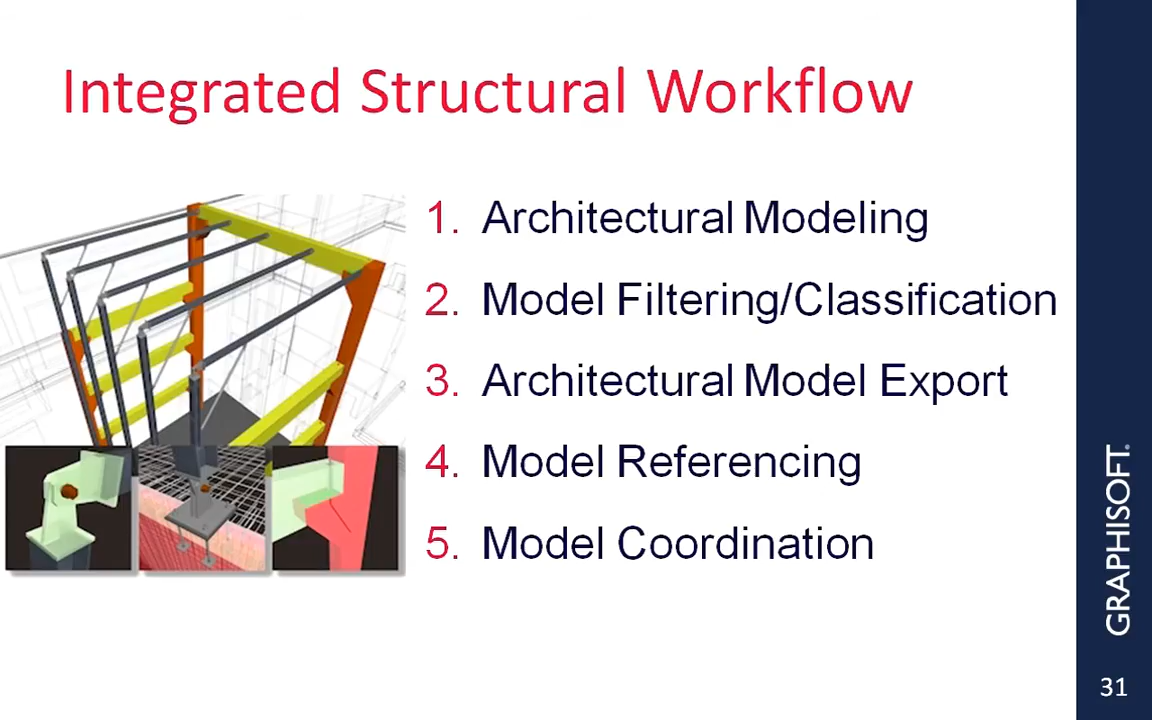 Integrated Structural Workflow
1. Architectural Modeling
2. Model Filtering/Classification
3. Architectural Model Export
4. Model Referencing
5. Model Coordination
GRAPHISOFT.
31